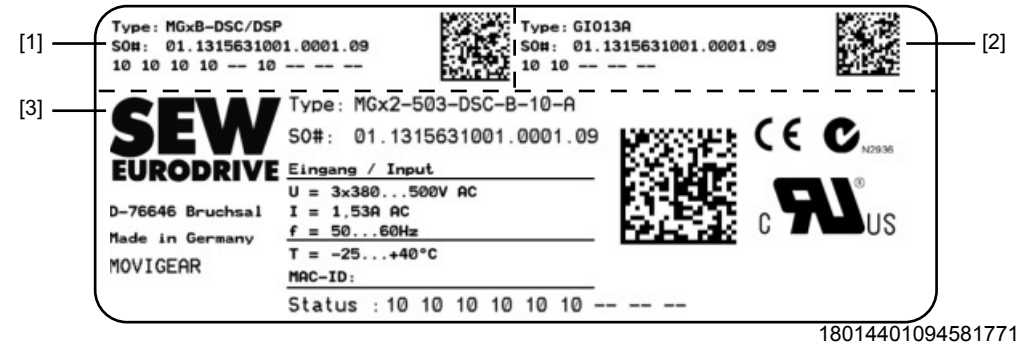 [1]
Type: MGxB-DSC/DSP
SO#: 01.1315631001.0001.09
10 10 10 10 -- 10 -- -- --
Type: GIO13A
SO#: 01.1315631001.0001.09
10 10 -- -- --
[2]
[3]
SEW
EURODRIVE
D-76646 Bruchsal
Made in Germany
MOVIGEAR
Type: MGx2-503-DSC-B-10-A
SO#: 01.1315631001.0001.09
Eingang / Input
U = 3x380...500V AC
I = 1,53A AC
f = 50...60Hz
T = -25...+40°C
MAC-ID:
Status : 10 10 10 10 10 10 -- -- --
CE
N2936
C UR ® US
18014401094581771